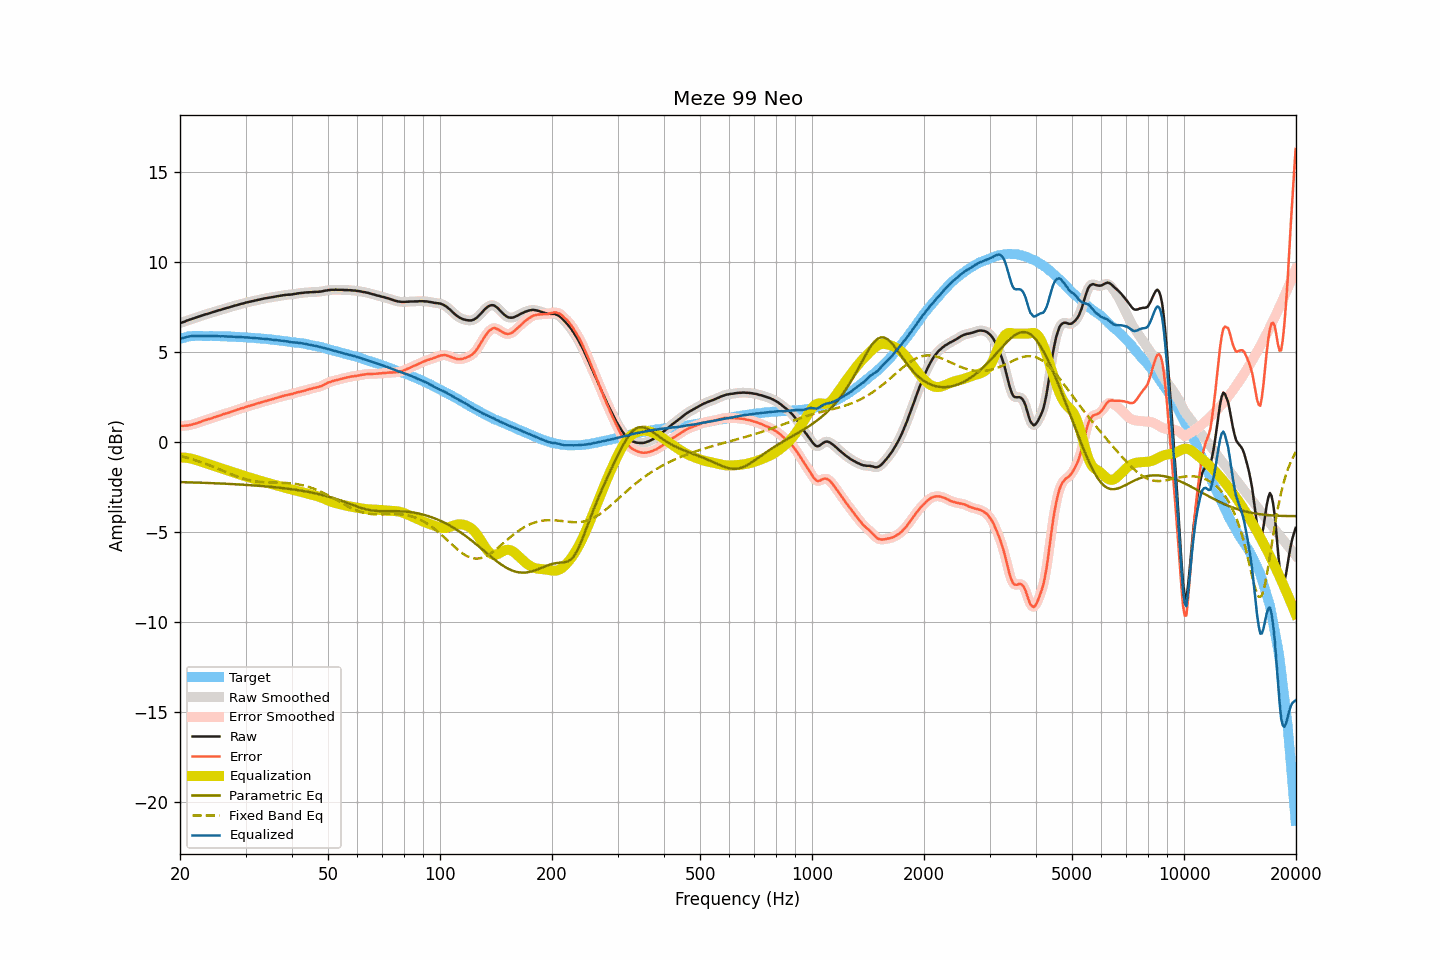 Meze 99 Neo
15
10
5
0
−5
−10
−15
−20
Amplitude (dBr)
Target
Raw Smoothed
Error Smoothed
Raw
Error
Equalization
Parametric Eq
Fixed Band Eq
Equalized
20 50 100 200 500 1000 2000 5000 10000 20000
Frequency (Hz)